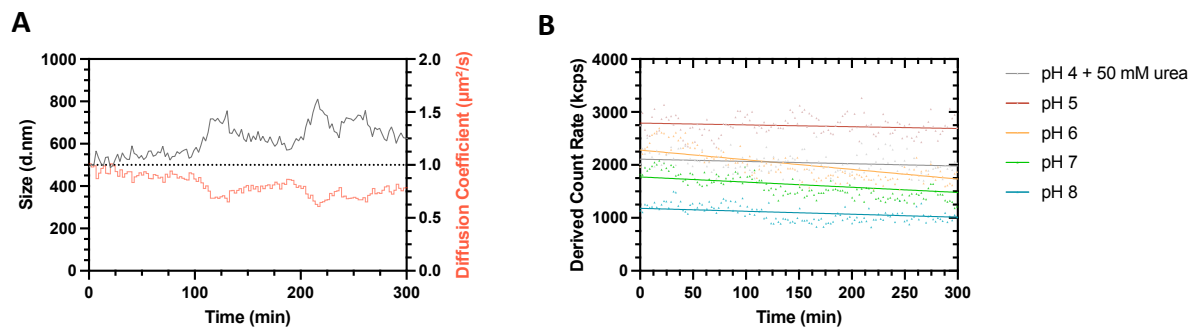 A
Size (d.nm)
1000
800
600
400
200
0
0
100
200
300
Time (min)
2.0
1.5
1.0
0.5
0.0
Diffusion Coefficient (μm²/s)
B
Derived Count Rate (kcps)
4000
3000
2000
1000
0
0
50
100
150
200
250
300
Time (min)
pH 4 + 50 mM urea
pH 5
pH 6
pH 7
pH 8